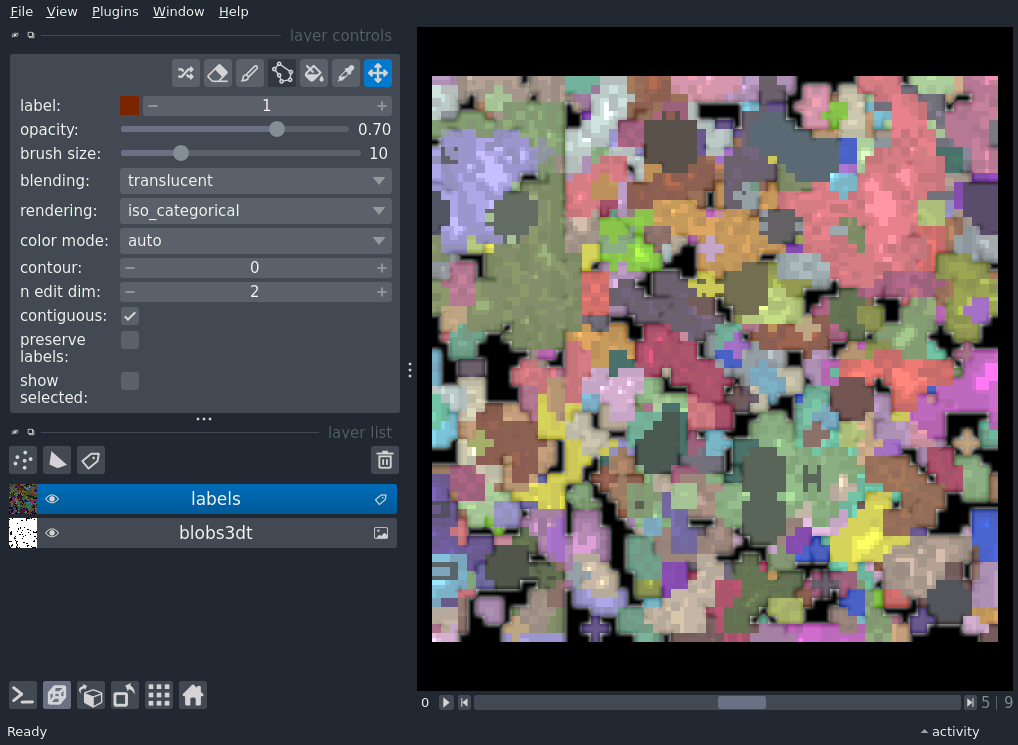 File View Plugins Window Help
layer controls
label: 1
opacity: 0.70
brush size: 10
blending: translucent
rendering: iso_categorical
color mode: auto
contour: 0
n edit dim: 2
contiguous:
preserve
labels:
show
selected:
layer list
labels
blobs3dt
0 5 | 9
Ready activity